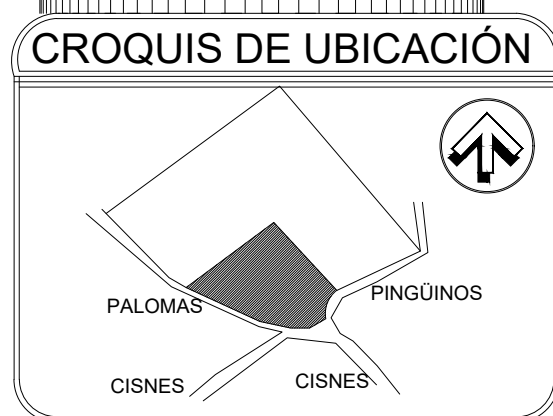 CROQUIS DE UBICACIÓN
PALOMAS
PINGÜINOS
CISNES
CISNES